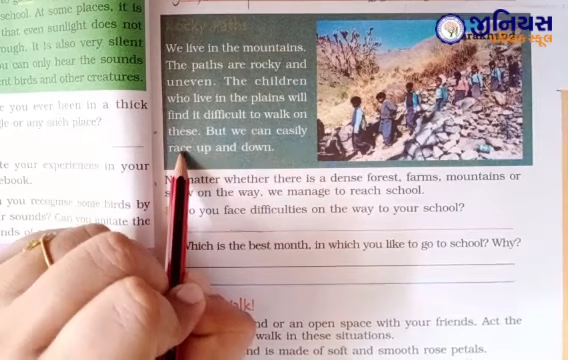 school. At some places, it is
that even sunlight does not
ough. It is also very silent
u can only hear the sounds
nt birds and other creatures.
e you ever been in a thick
le or any such place?
te your experiences in your
ebook.
you recognise some birds by
r sounds? Can you imitate the
nds of
Rocky Paths
We live in the mountains.
The paths are rocky and
uneven. The children
who live in the plains will
find it difficult to walk on
these. But we can easily
race up and down.
matter whether there is a dense forest, farms, mountains or
on the way, we manage to reach school.
o you face difficulties on the way to your school?
Which is the best month, in which you like to go to school? Why?
alk!
nd or an open space with your friends. Act the
walk in these situations.
nd is made of soft and smooth rose petals.
જીનિયસ